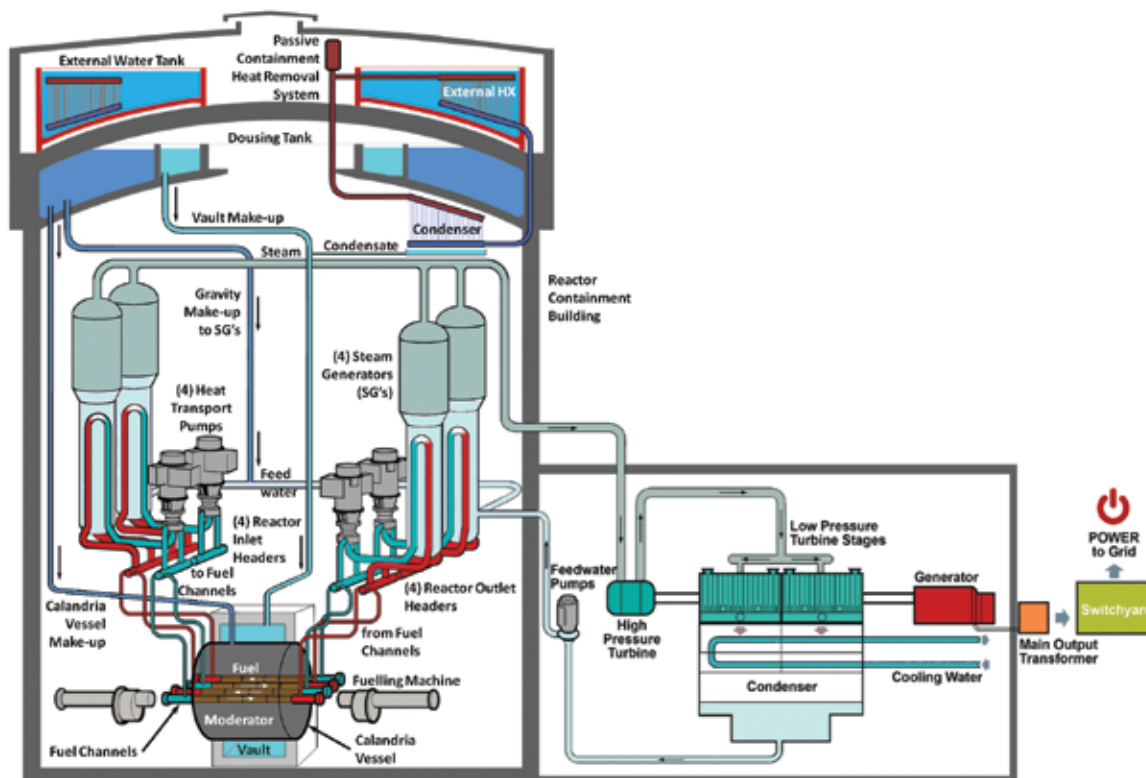 Passive
Containment
Heat Removal
System
External Water Tank
External HX
Dousing Tank
Vault Make-up
Steam
Condensate
Condenser
Reactor
Containment
Building
Gravity
Make-up
to SG's
(4) Steam
Generators
(SG's)
(4) Heat
Transport
Pumps
Feed
water
(4) Reactor
Inlet
Headers
to Fuel
Channels
(4) Reactor Outlet
Headers
from Fuel
Channels
Calandria
Vessel
Make-up
Fuel
Moderator
Vault
Fuelling Machine
Fuel Channels
Calandria
Vessel
Feedwater
Pumps
High
Pressure
Turbine
Low Pressure
Turbine Stages
Generator
Condenser
Cooling Water
Main Output
Transformer
Switchyard
POWER
to Grid